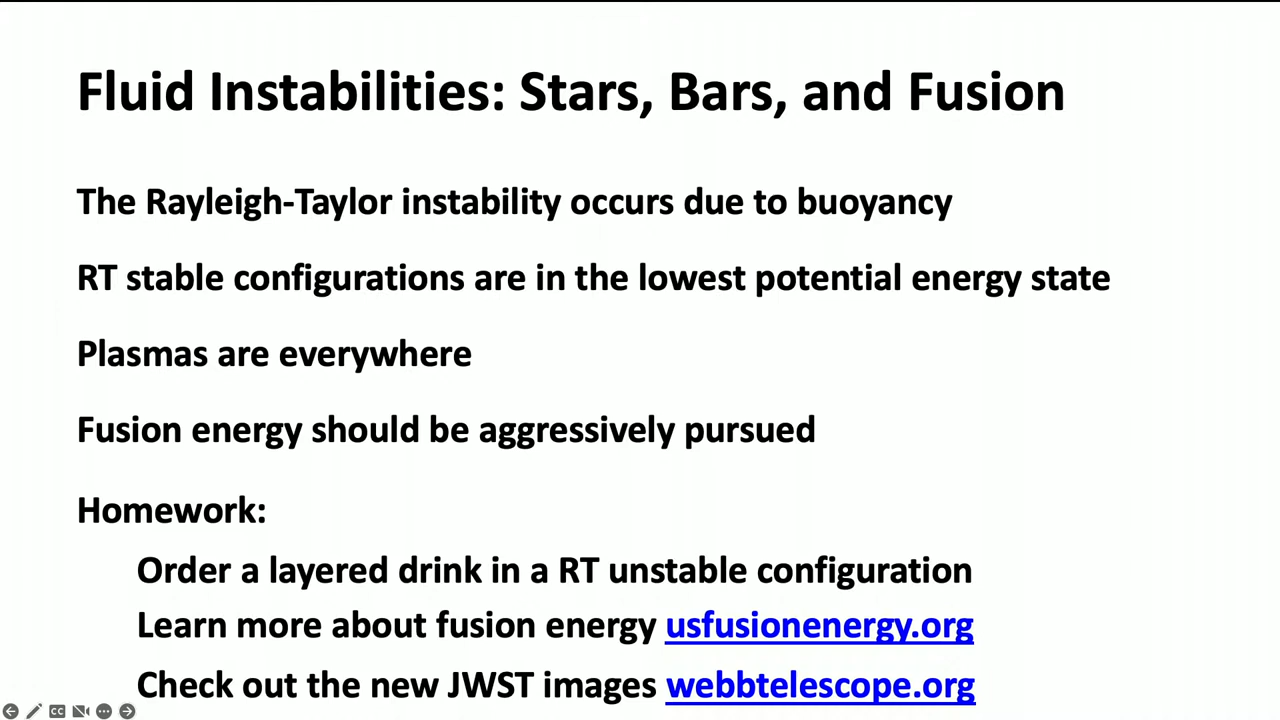 Fluid Instabilities: Stars, Bars, and Fusion
The Rayleigh-Taylor instability occurs due to buoyancy
RT stable configurations are in the lowest potential energy state
Plasmas are everywhere
Fusion energy should be aggressively pursued
Homework:
Order a layered drink in a RT unstable configuration
Learn more about fusion energy usfusionenergy.org
Check out the new JWST images webbtelescope.org
CC